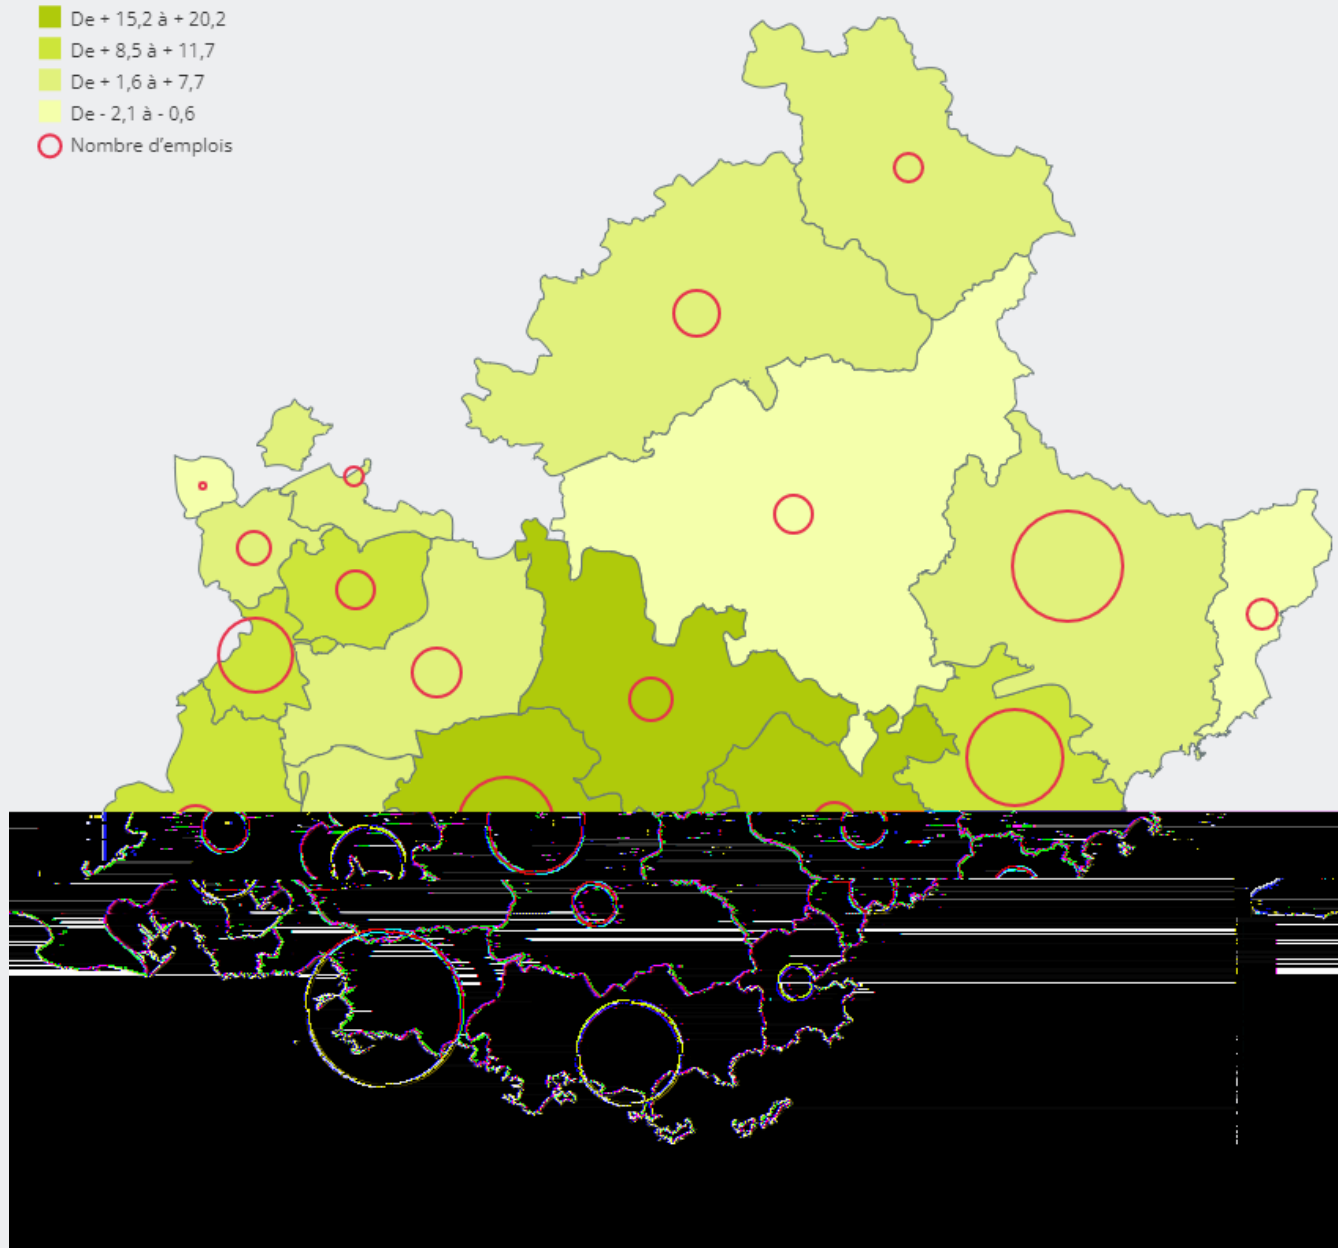 De + 15,2 à + 20,2
De + 8,5 à + 11,7
De + 1,6 à + 7,7
De - 2,1 à - 0,6
Nombre d’emplois